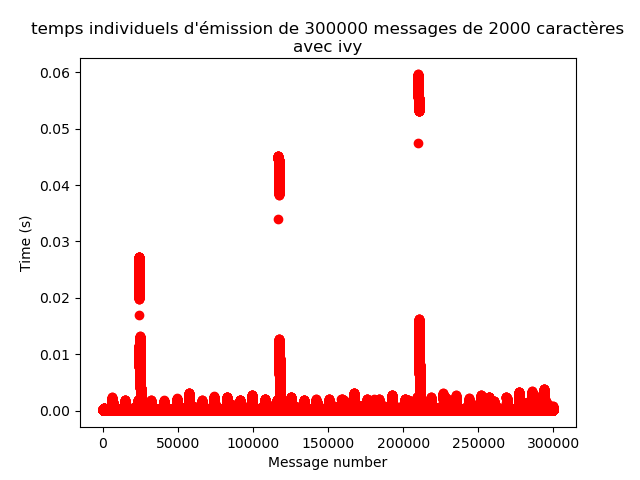 temps individuels d'émission de 300000 messages de 2000 caractères
avec ivy
0.06
0.05
0.04
0.03
0.02
0.01
0.00
Time (s)
0 50000 100000 150000 200000 250000 300000
Message number